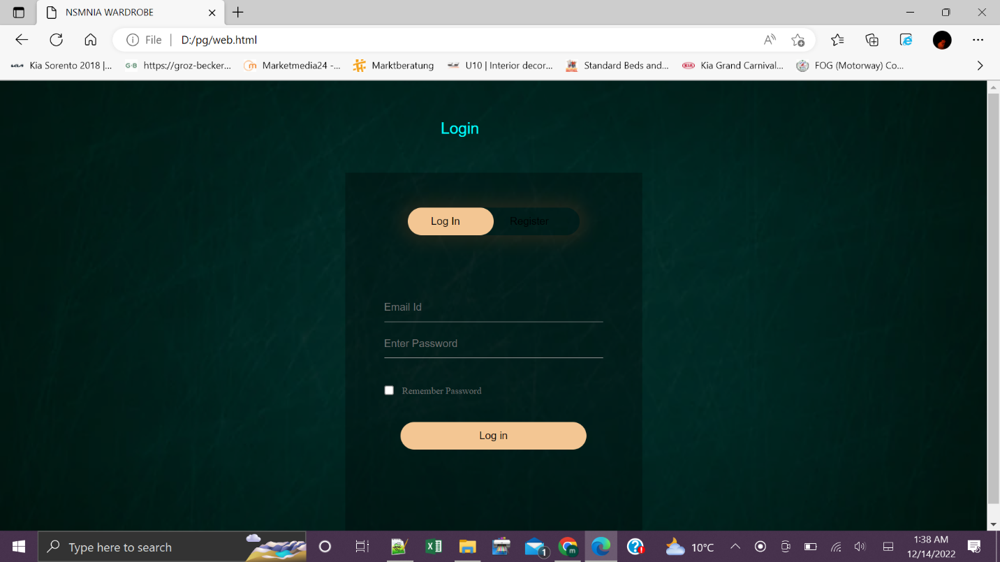 NSMNIA WARDROBE
File
D:/pg/web.html
Kia Sorento 2018 |...
G-B
https://groz-becker...
Marketmedia24 -...
Marktberatung
U10 | Interior decor...
Standard Beds and...
KIA
Kia Grand Carnival...
FOG (Motorway) Co...
Login
Log In
Register
Email Id
Enter Password
Remember Password
Log in
Type here to search
1
m
10°C
1:38 AM
12/14/2022